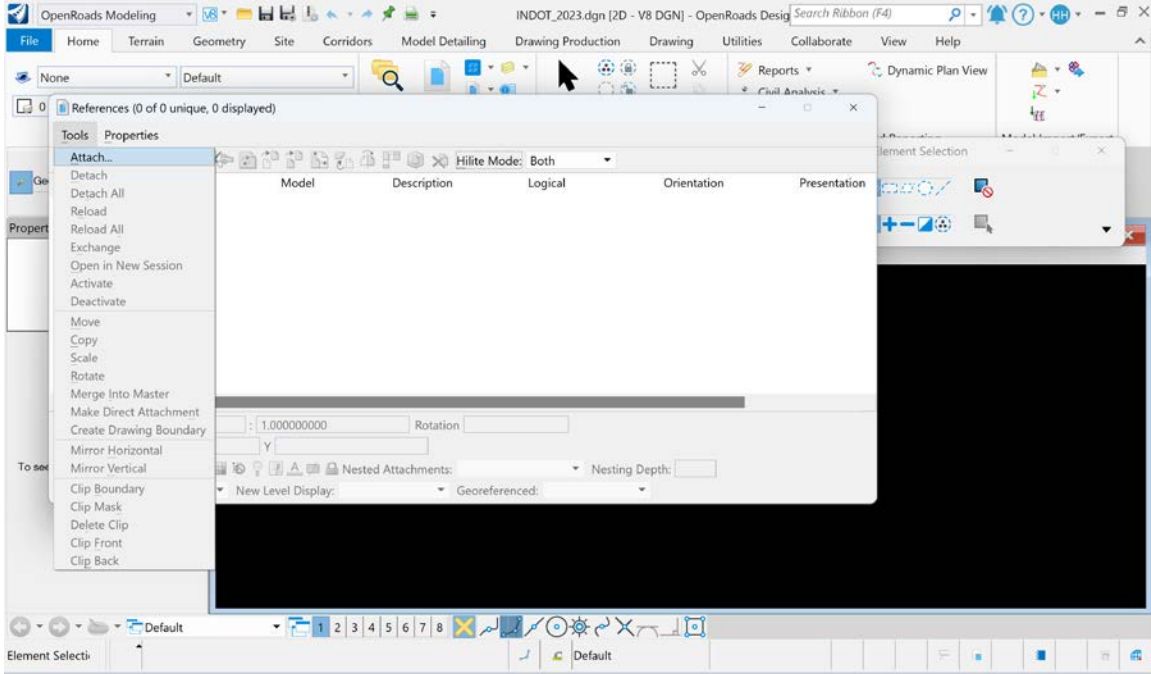 OpenRoads Modeling
INDOT_2023.dgn [2D - V8 DGN] - OpenRoads Desig
Search Ribbon (F4)
HH
File Home Terrain Geometry Site Corridors Model Detailing Drawing Production Drawing Utilities Collaborate View Help
None Default
Reports
Dynamic Plan View
0
Civil Analysis
References (0 of 0 unique, 0 displayed)
Tools Properties
Element Selection
Attach...
Hilite Mode: Both
Detach
Model Description Logical Orientation Presentation
Detach All
Reload
Reload All
Exchange
Open in New Session
Activate
Deactivate
Move
Copy
Scale
Rotate
Merge Into Master
Make Direct Attachment
Create Drawing Boundary
: 1.000000000 Rotation
Mirror Horizontal
Y
Mirror Vertical
Nested Attachments: Nesting Depth:
Clip Boundary
New Level Display: Georeferenced:
Clip Mask
Delete Clip
Clip Front
Clip Back
Propert
To see
Default
1 2 3 4 5 6 7 8
Element Selecti
Default